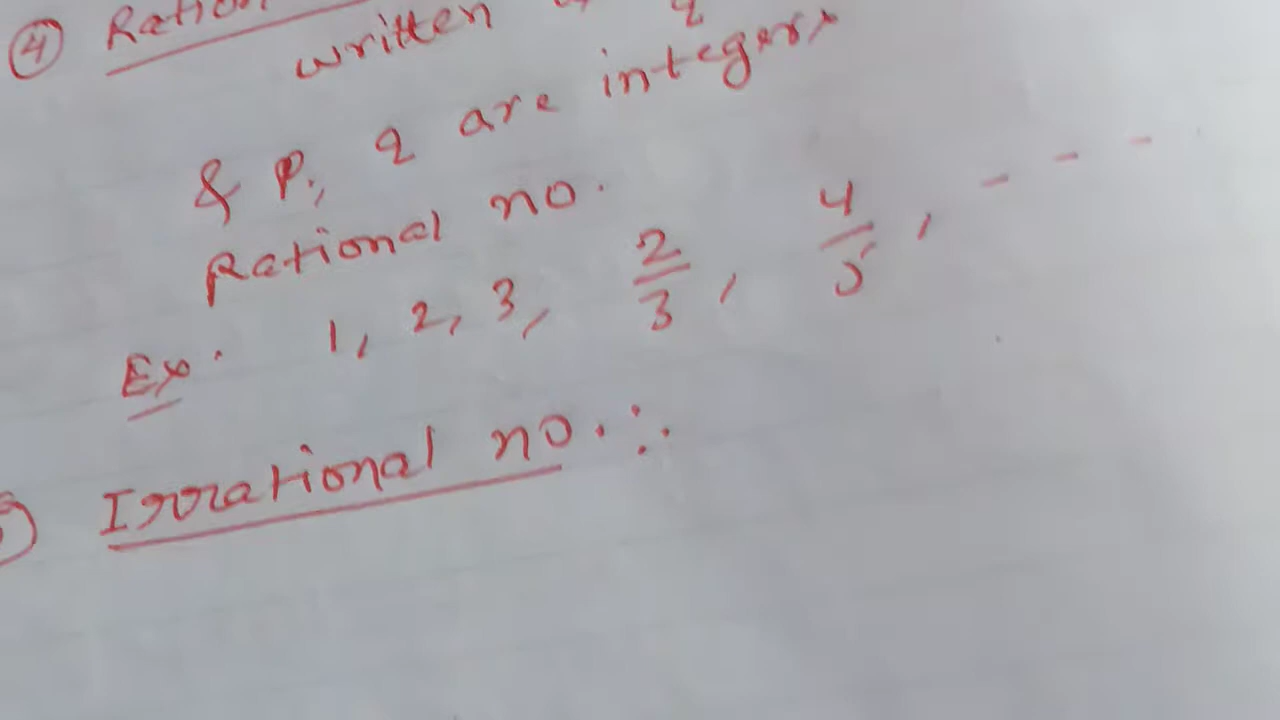 ④ Ration
written
q
& P, q are integers
Rational no.
Ex. 1, 2, 3, 2/3, 4/5, - - -
Irrational no. :